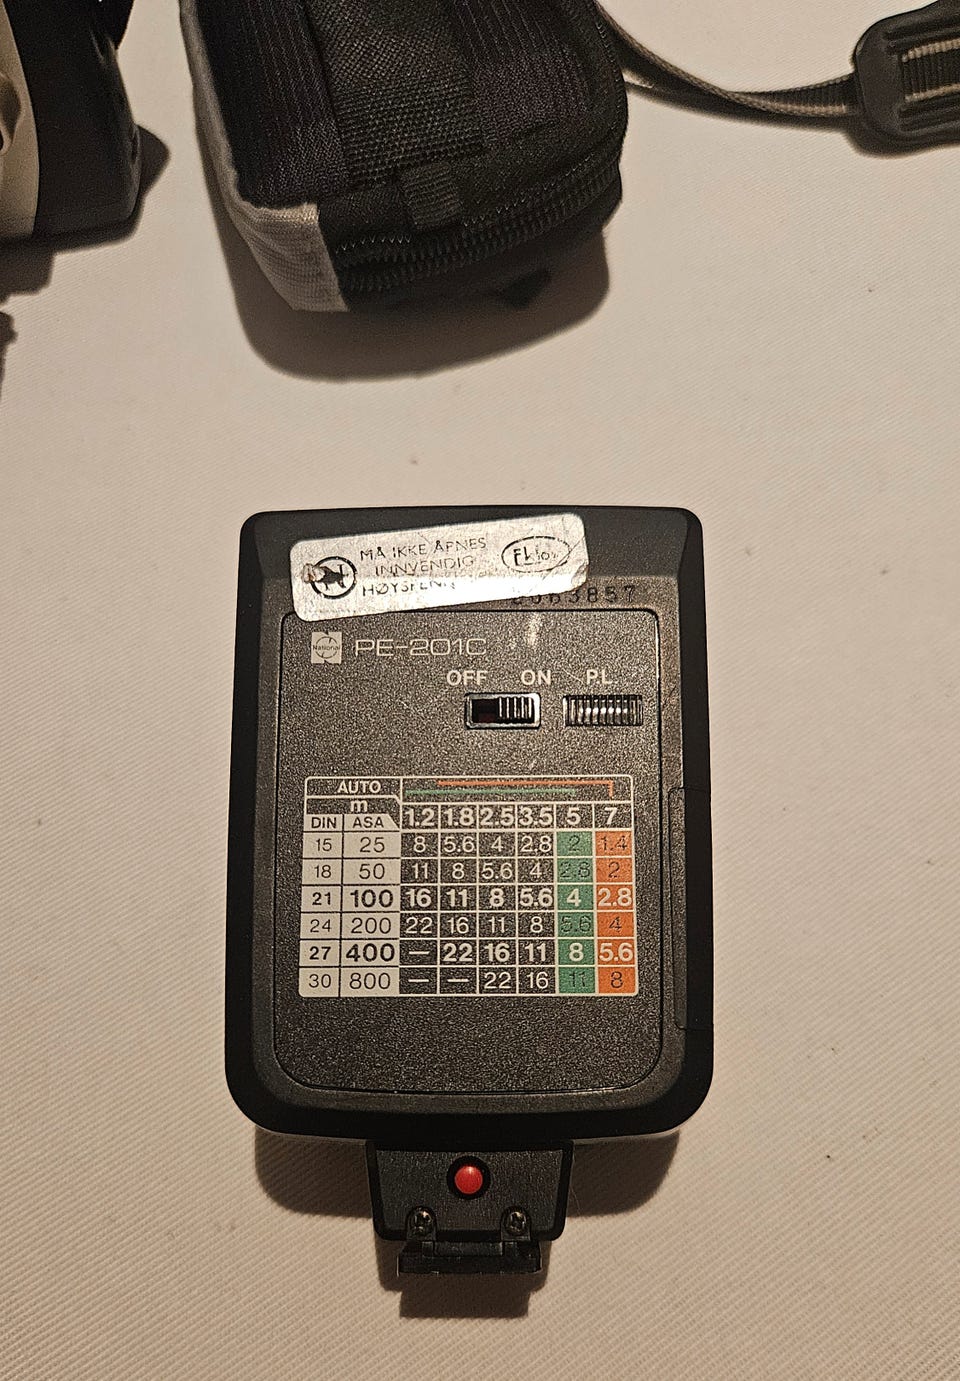 MÅ IKKE ÅPNES
INNVENDIG
N
National PE-201C
OFF ON P.L.
AUTO
m
DIN ASA 1.2 1.8 2.5 3.5 5 7
15 25 8 5.6 4 2.8 2 1.4
18 50 11 8 5.6 4 2.8 2
21 100 16 11 8 5.6 4 2.8
24 200 22 16 11 8 5.6 4
27 400 — 22 16 11 8 5.6
30 800 — — 22 16 11 8